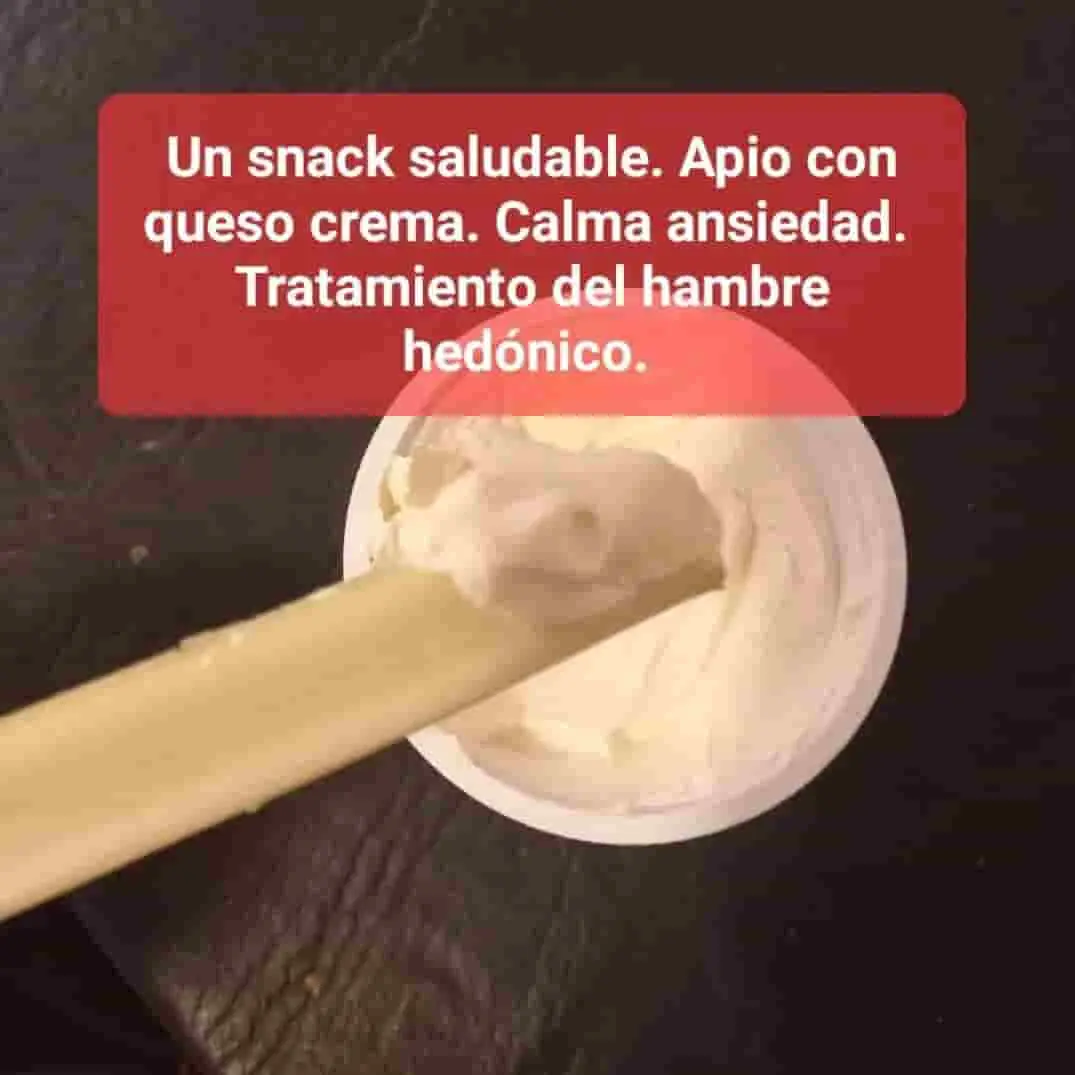 Un snack saludable. Apio con
queso crema. Calma ansiedad.
Tratamiento del hambre
hedónico.